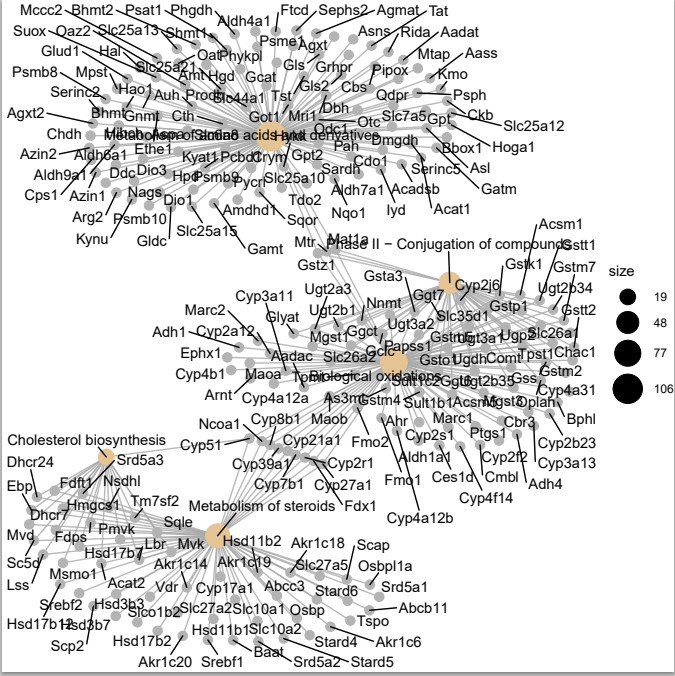 Mccc2 Bhmt2 Psat1 Phgdh Ftcd Sephs2 Agmat Tat
Aldh4a1
Suox Oaz2 Slc25a13 Shmt1 Psme1 Agxt Asns Rida Aadat
Glud1 Hal Oat Phykpl Gls Grhpr Pipox Mtap Aass
Psmb8 Mpst Slc25a21 Amt Hgd Gcat Gls2 Cbs Kmo
Serinc2 Hao1 Auh Prodh Slc44a1 Tst Qdpr Psph
Agxt2 Bhmt Gnmt Cth Got1 Mri1 Dbh Otc Slc7a5 Gpt Ckb Slc25a12
Chdh Metabolism of amino acids and derivatives Odc1 Dmgdh
Azin2 Ethe1 Pah Bbox1 Hoga1
Aldh6a1 Kyat1 Pcbd1 Crym Gpt2 Cdo1 Asl
Aldh9a1 Ddc Dio3 Hpd Psmb9 Sardh Serinc5
Cps1 Azin1 Nags Dio1 Pycr Slc25a10 Aldh7a1 Acadsb Gatm
Arg2 Psmb10 Amdhd1 Tdo2 Nqo1 Iyd Acat1
Kynu Gldc Slc25a15 Sqor
Gamt Mtr Mat1a
Acsm1
Phase II − Conjugation of compounds Gstt1
Gstz1 Gsta3 Gstk1 Gstm7
Cyp3a11 Ugt2a3 Ggt7 Cyp2j6 Ugt2b34
Marc2 Glyat Ugt2b1 Nnmt Slc35d1 Gstp1 Gstt2
Adh1 Cyp2a12 Mgst1 Ggct Ugt3a2 Ugt3a1 Ugp2 Slc26a1
Ephx1 Aadac Slc26a2 Gclc Papss1 Tpst1 Chac1
Cyp4b1 Maoa Gsto1 Ugdh Comt Gstm2
Biological oxidations Sult1c2 Ugt2b35 Gss
Arnt Cyp4a12a Gstm4 Sult1b1 Acsm5 Mgst3 Cyp4a31
Ncoa1 Cyp8b1 Maob Ahr Marc1 Cbr3 Bphl
Cyp51 Cyp21a1 Fmo2 Cyp2s1 Ptgs1 Cyp2b23
Cholesterol biosynthesis
Dhcr24 Srd5a3 Cyp39a1 Cyp2r1 Aldh1a1 Cyp2f2 Cyp3a13
Ebp Fdft1 Nsdhl Cyp7b1 Cyp27a1 Fmo1 Ces1d Cmbl Adh4
Dhcr7 Hmgcs1 Tm7sf2 Metabolism of steroids Fdx1 Cyp4f14
Cyp4a12b
Mvd Fdps Pmvk Sqle
Sc5d Hsd17b7 Lbr Mvk Hsd11b2 Akr1c18 Scap
Lss Msmo1 Acat2 Akr1c14 Akr1c19 Slc27a5 Osbpl1a
Srebf2 Hsd3b3 Vdr Cyp17a1 Abcc3 Stard6 Srd5a1
Hsd17b12 Hsd3b7 Slco1b2 Slc27a2 Slc10a1 Osbp Abcb11
Scp2 Hsd17b2 Hsd11b1 Slc10a2 Tspo
Akr1c20 Srebf1 Baat Stard4 Akr1c6
Srd5a2 Stard5
size
19
48
77
106